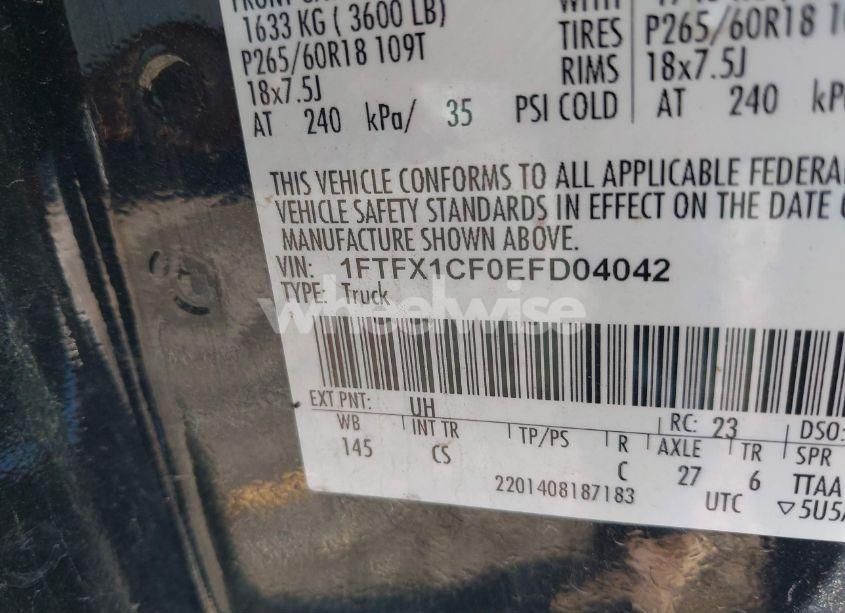 1633 KG ( 3600 LB)
P265/60R18 109T
18x7.5J
AT 240 kPa/ 35 PSI COLD
WITH
TIRES P265/60R18
RIMS 18x7.5J
AT 240
THIS VEHICLE CONFORMS TO ALL APPLICABLE
VEHICLE SAFETY STANDARDS IN EFFECT ON THE DATE
MANUFACTURE SHOWN ABOVE.
VIN: 1FTFX1CF0EFD04042
TYPE: Truck
wheelwise
EXT PNT: UH RC: 23 DSO:
WB INT TR TP/PS R AXLE TR SPR
145 CS C 27 6 TTAA
2201408187183 UTC